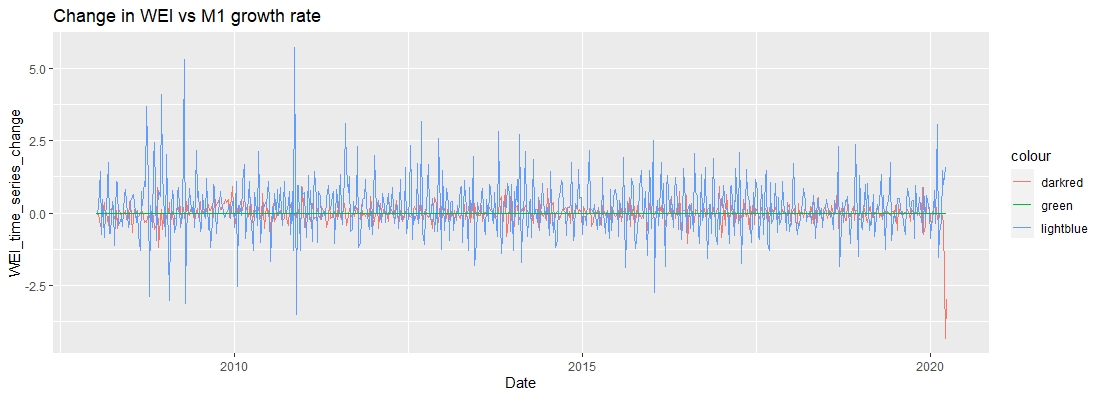 Change in WEI vs M1 growth rate
WEI_time_series_change
5.0
2.5
0.0
-2.5
2010
2015
2020
Date
colour
darkred
green
lightblue